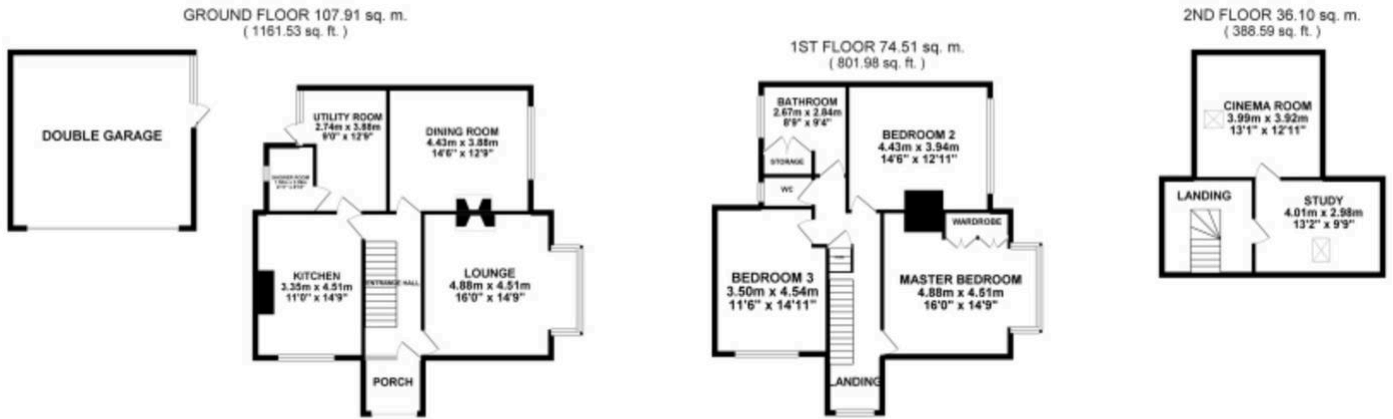 GROUND FLOOR 107.91 sq. m.
( 1161.53 sq. ft. )
DOUBLE GARAGE
UTILITY ROOM
2.74m x 3.88m
9'0" x 12'9"
DINING ROOM
4.43m x 3.88m
14'6" x 12'9"
SHOWER ROOM
KITCHEN
3.35m x 4.51m
11'0" x 14'9"
ENTRANCE HALL
LOUNGE
4.88m x 4.51m
16'0" x 14'9"
PORCH
1ST FLOOR 74.51 sq. m.
( 801.98 sq. ft. )
BATHROOM
2.67m x 2.84m
8'9" x 9'4"
STORAGE
BEDROOM 2
4.43m x 3.94m
14'6" x 12'11"
WC
WARDROBE
BEDROOM 3
3.50m x 4.54m
11'6" x 14'11"
MASTER BEDROOM
4.88m x 4.51m
16'0" x 14'9"
LANDING
2ND FLOOR 36.10 sq. m.
( 388.59 sq. ft. )
CINEMA ROOM
3.99m x 3.92m
13'1" x 12'11"
LANDING
STUDY
4.01m x 2.98m
13'2" x 9'9"